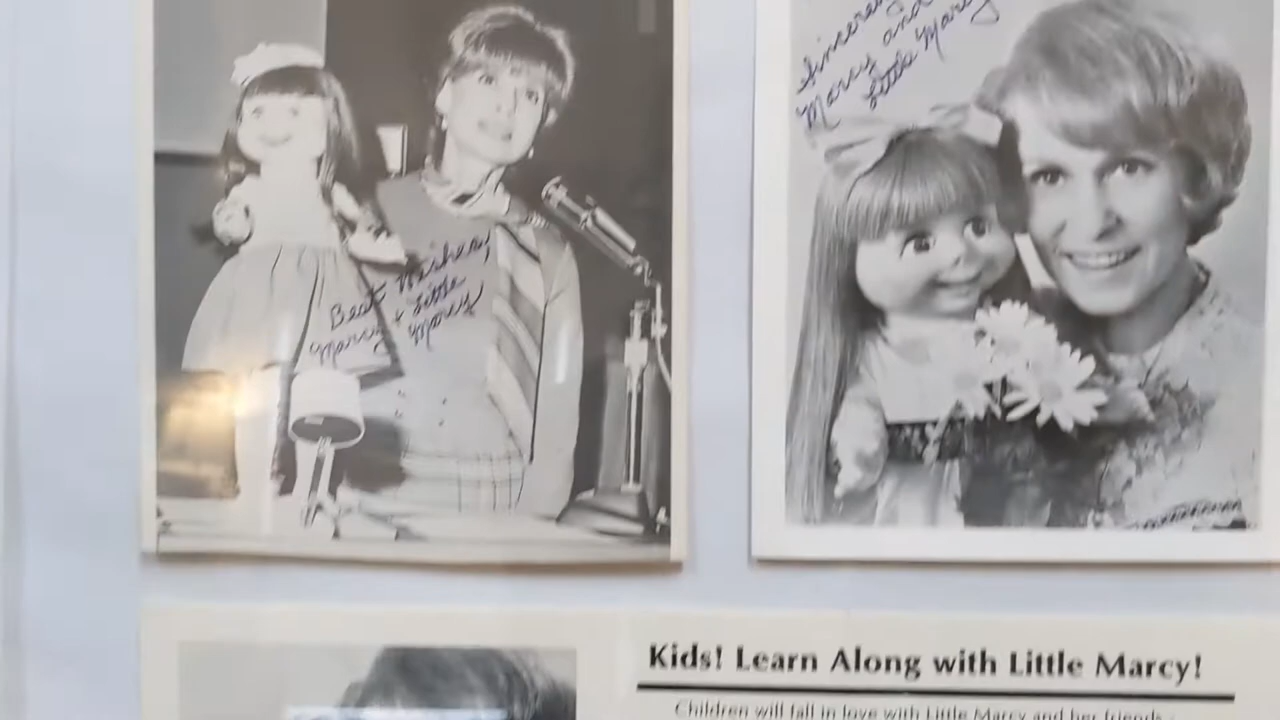 Best Wishes,
Marcy & Little
Marcy
Sincerely
Marcy and
Little Marcy
Kids! Learn Along with Little Marcy!
Children will fall in love with Little Marcy and her friends